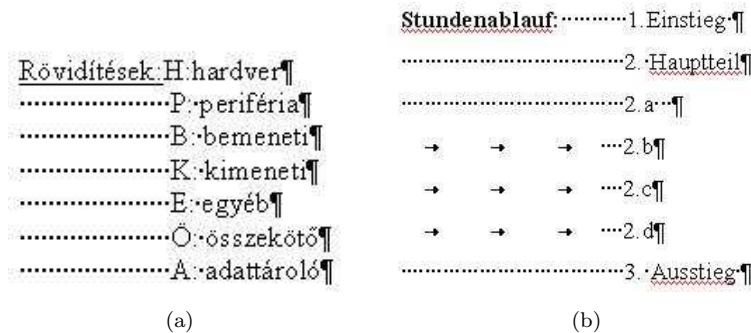 Rövidítések:H:hardver¶
·····················P:·periféria¶
·····················B:·bemeneti¶
·····················K:·kimeneti¶
·····················E:·egyéb¶
·····················Ö:·összekötő¶
·····················A:·adattároló¶
(a)
Stundenablauf:··········1.Einstieg·¶
································2.·Hauptteil¶
································2.a··¶
→ → → ····2.b¶
→ → → ····2.c¶
→ → → ····2.d¶
································3.·Ausstieg·¶
(b)